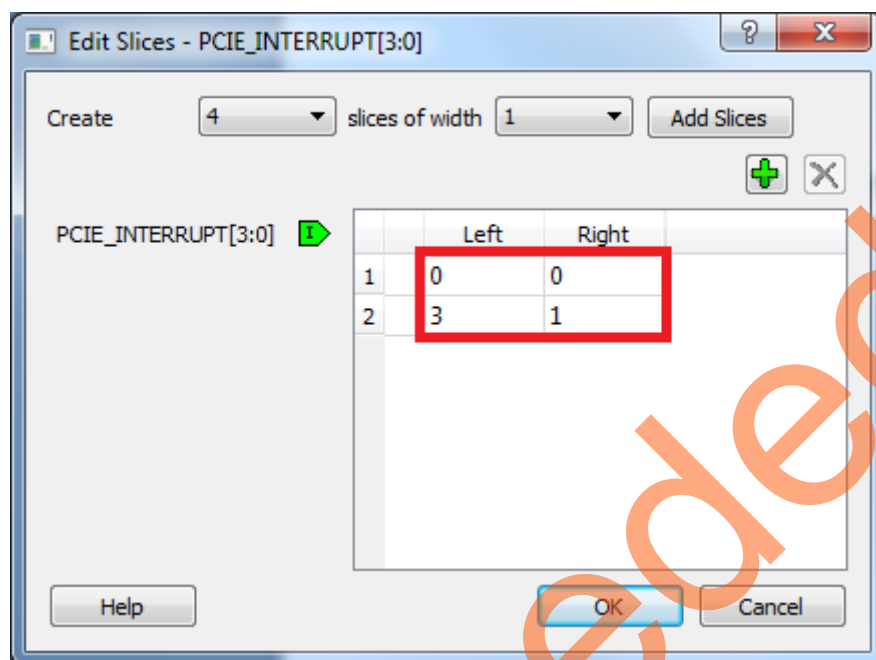 Edit Slices - PCIE_INTERRUPT[3:0]
Create 4 slices of width 1 Add Slices
PCIE_INTERRUPT[3:0] I
Left Right
1 0 0
2 3 1
Help OK Cancel